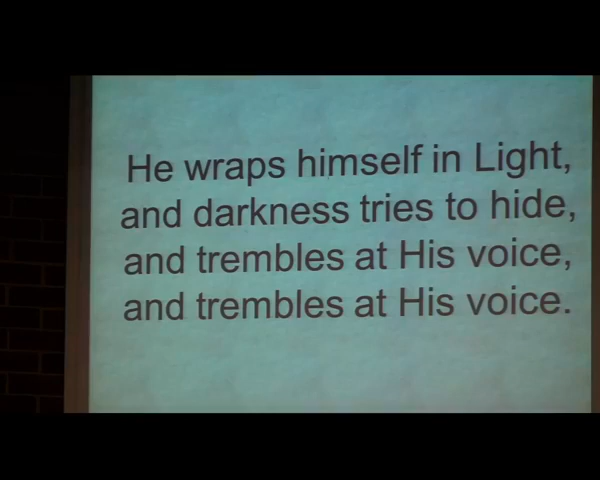 He wraps himself in Light,
and darkness tries to hide,
and trembles at His voice,
and trembles at His voice.